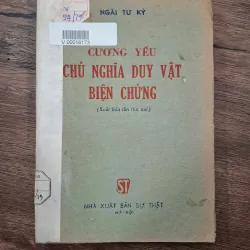 NGẢI TƯ KỲ
CƯƠNG YẾU
CHỦ NGHĨA DUY VẬT
BIỆN CHỨNG
(Xuất bản lần thứ hai)
ST
NHÀ XUẤT BẢN SỰ THẬT
HÀ-NỘI